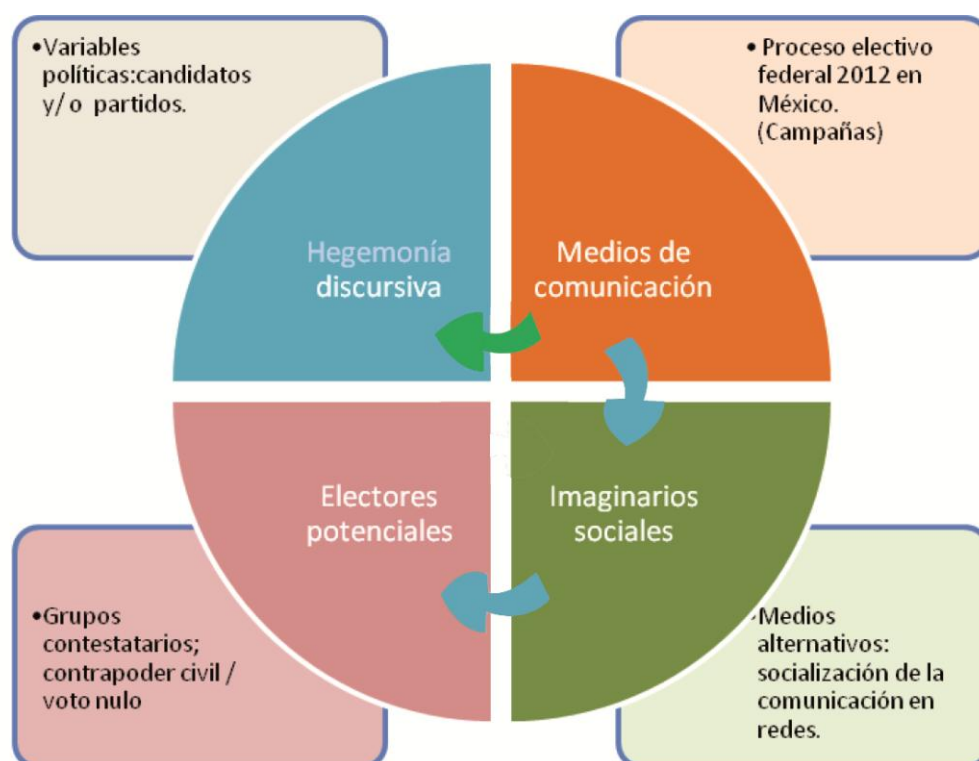 •Variables
políticas:candidatos
y/ o partidos.
• Proceso electivo
federal 2012 en
México.
(Campañas)
Hegemonía
discursiva
Medios de
comunicación
Electores
potenciales
Imaginarios
sociales
•Grupos
contestatarios;
contrapoder civil /
voto nulo
•Medios
alternativos:
socialización de la
comunicación en
redes.